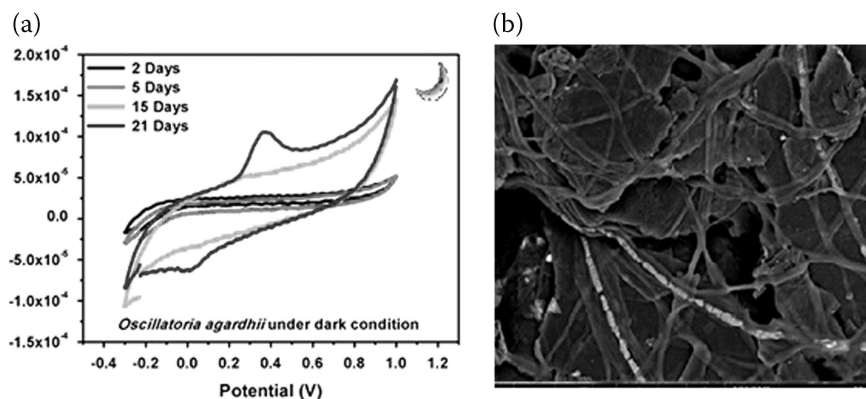 (a)
(b)
2.0x10-4
1.5x10-4
1.0x10-4
5.0x10-5
0.0
-5.0x10-5
-1.0x10-4
-1.5x10-4
2 Days
5 Days
15 Days
21 Days
Oscillatoria agardhii under dark condition
-0.4 -0.2 0.0 0.2 0.4 0.6 0.8 1.0 1.2
Potential (V)